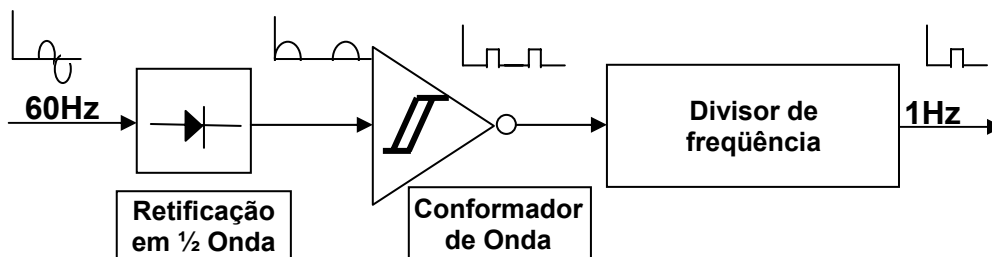 60Hz
Divisor de
freqüência
1Hz
Retificação
em ½ Onda
Conformador
de Onda